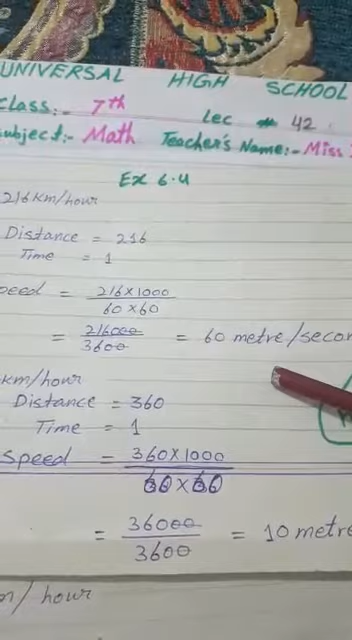 UNIVERSAL HIGH SCHOOL
Class:- 7th Lec 42
Subject:- Math Teacher's Name:- Miss
Ex 6.4
216 km/hour
Distance = 216
Time = 1
Speed = 216×1000 / 60×60
= 216000 / 3600 = 60 metre/secon
km/hour
Distance = 360
Time = 1
Speed = 360×1000 / 60×60
= 36000 / 3600 = 10 metre
m/hour